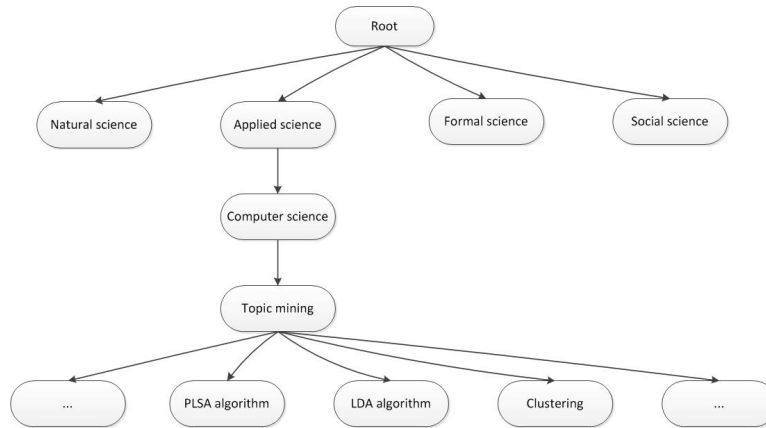 Root
Natural science
Applied science
Formal science
Social science
Computer science
Topic mining
...
PLSA algorithm
LDA algorithm
Clustering
...